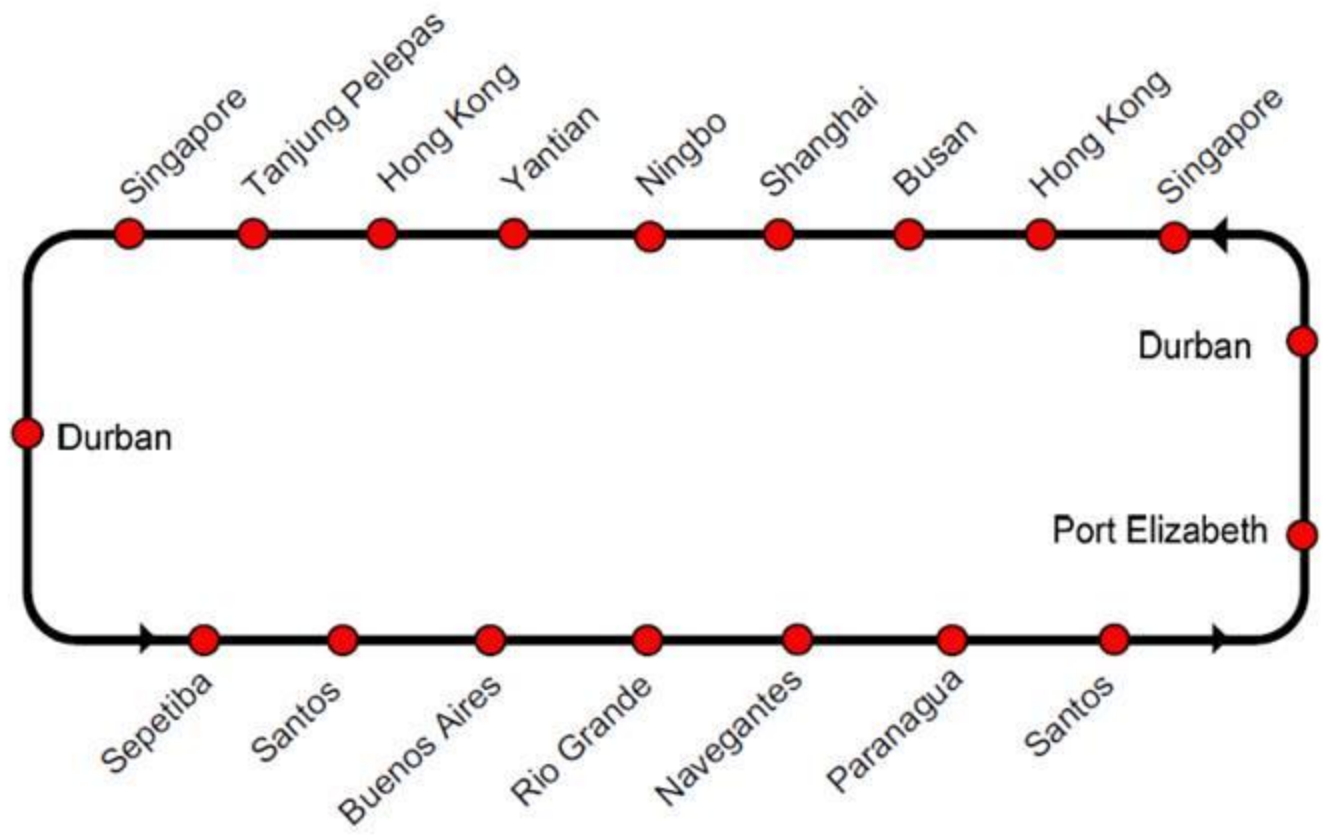 Singapore
Tanjung Pelepas
Hong Kong
Yantian
Ningbo
Shanghai
Busan
Hong Kong
Singapore
Durban
Durban
Port Elizabeth
Sepetiba
Santos
Buenos Aires
Rio Grande
Navegantes
Paranagua
Santos